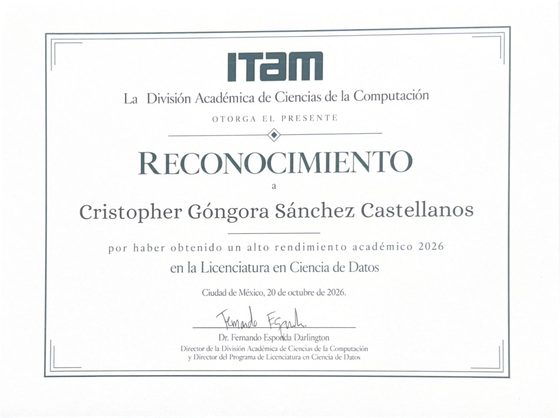 ITAM
La División Académica de Ciencias de la Computación
OTORGA EL PRESENTE
RECONOCIMIENTO
a
Cristopher Góngora Sánchez Castellanos
por haber obtenido un alto rendimiento académico 2026
en la Licenciatura en Ciencia de Datos
Ciudad de México, 20 de octubre de 2026.
Fernando Esponda
Dr. Fernando Esponda Darlington
Director de la División Académica de Ciencias de la Computación
y Director del Programa de Licenciatura en Ciencia de Datos